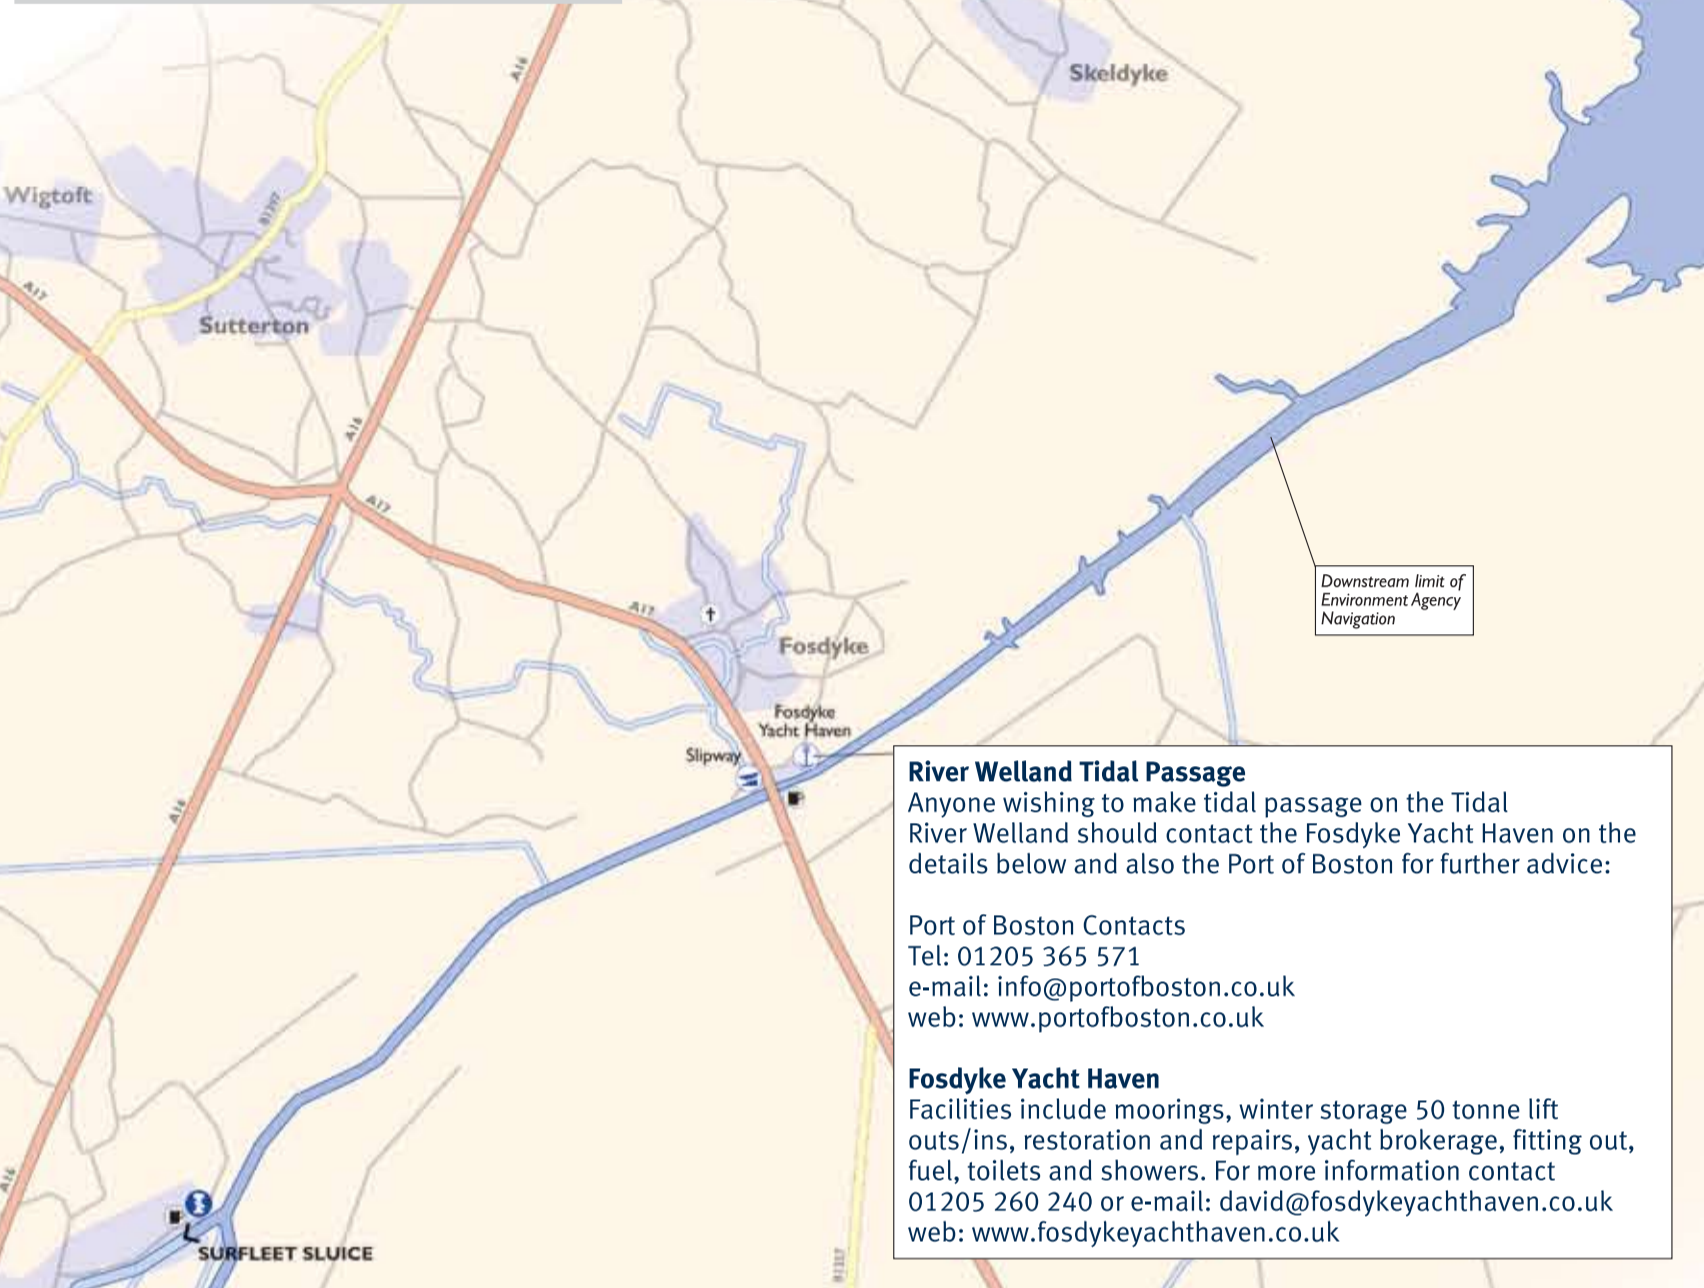 A16
Skeldyke
Wigtoft
B1397
A17
Sutterton
A16
A17
A17
Fosdyke
Downstream limit of
Environment Agency
Navigation
Fosdyke
Yacht Haven
Slipway
A16
River Welland Tidal Passage
Anyone wishing to make tidal passage on the Tidal
River Welland should contact the Fosdyke Yacht Haven on the
details below and also the Port of Boston for further advice:
Port of Boston Contacts
Tel: 01205 365 571
e-mail: info@portofboston.co.uk
web: www.portofboston.co.uk
Fosdyke Yacht Haven
Facilities include moorings, winter storage 50 tonne lift
outs/ins, restoration and repairs, yacht brokerage, fitting out,
fuel, toilets and showers. For more information contact
01205 260 240 or e-mail: david@fosdykeyachthaven.co.uk
web: www.fosdykeyachthaven.co.uk
A16
SURFLEET SLUICE